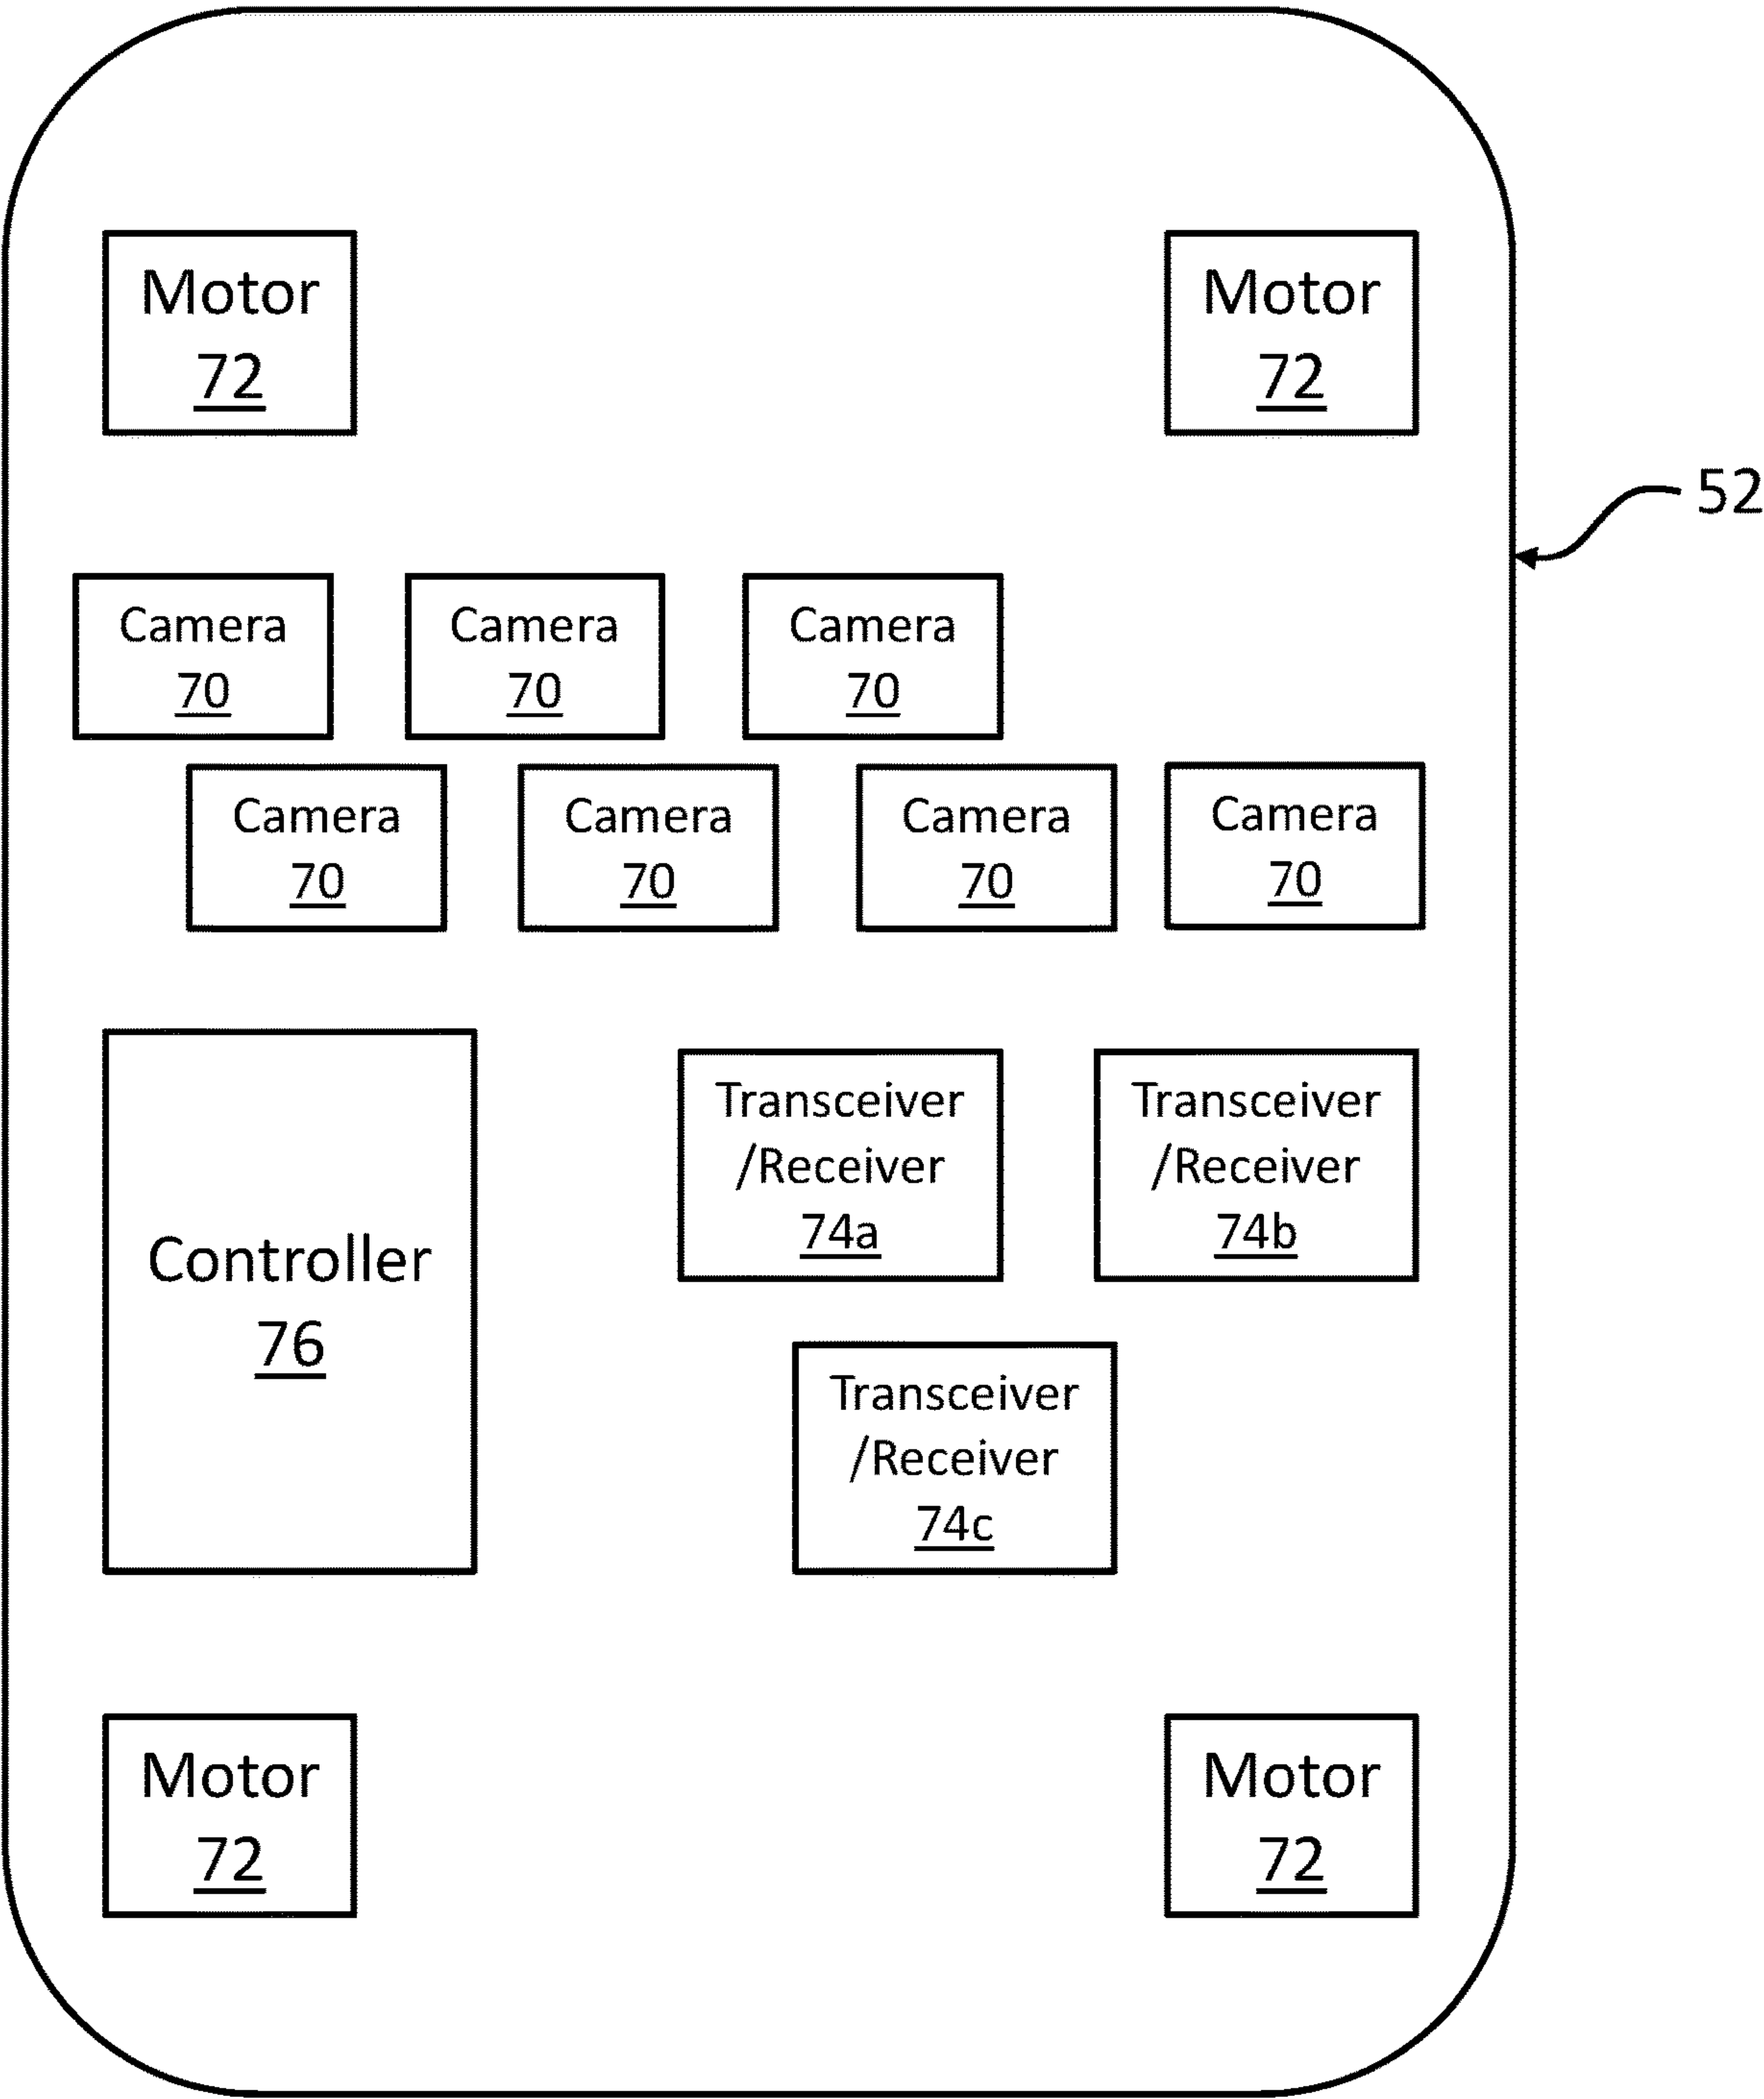 Motor
72
Motor
72
52
Camera
70
Camera
70
Camera
70
Camera
70
Camera
70
Camera
70
Camera
70
Controller
76
Transceiver
/Receiver
74a
Transceiver
/Receiver
74b
Transceiver
/Receiver
74c
Motor
72
Motor
72